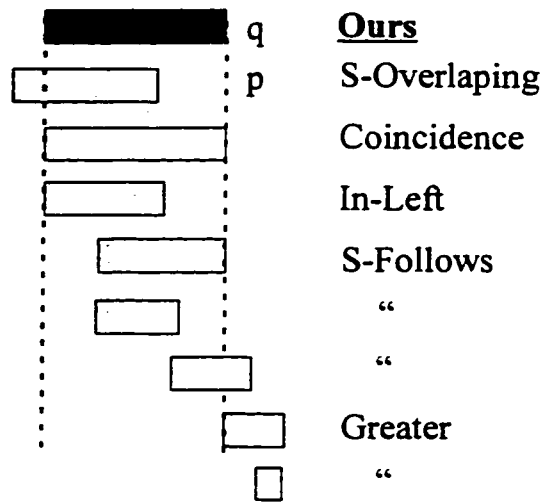 q Ours
p S-Overlaping
Coincidence
In-Left
S-Follows
“
“
Greater
“